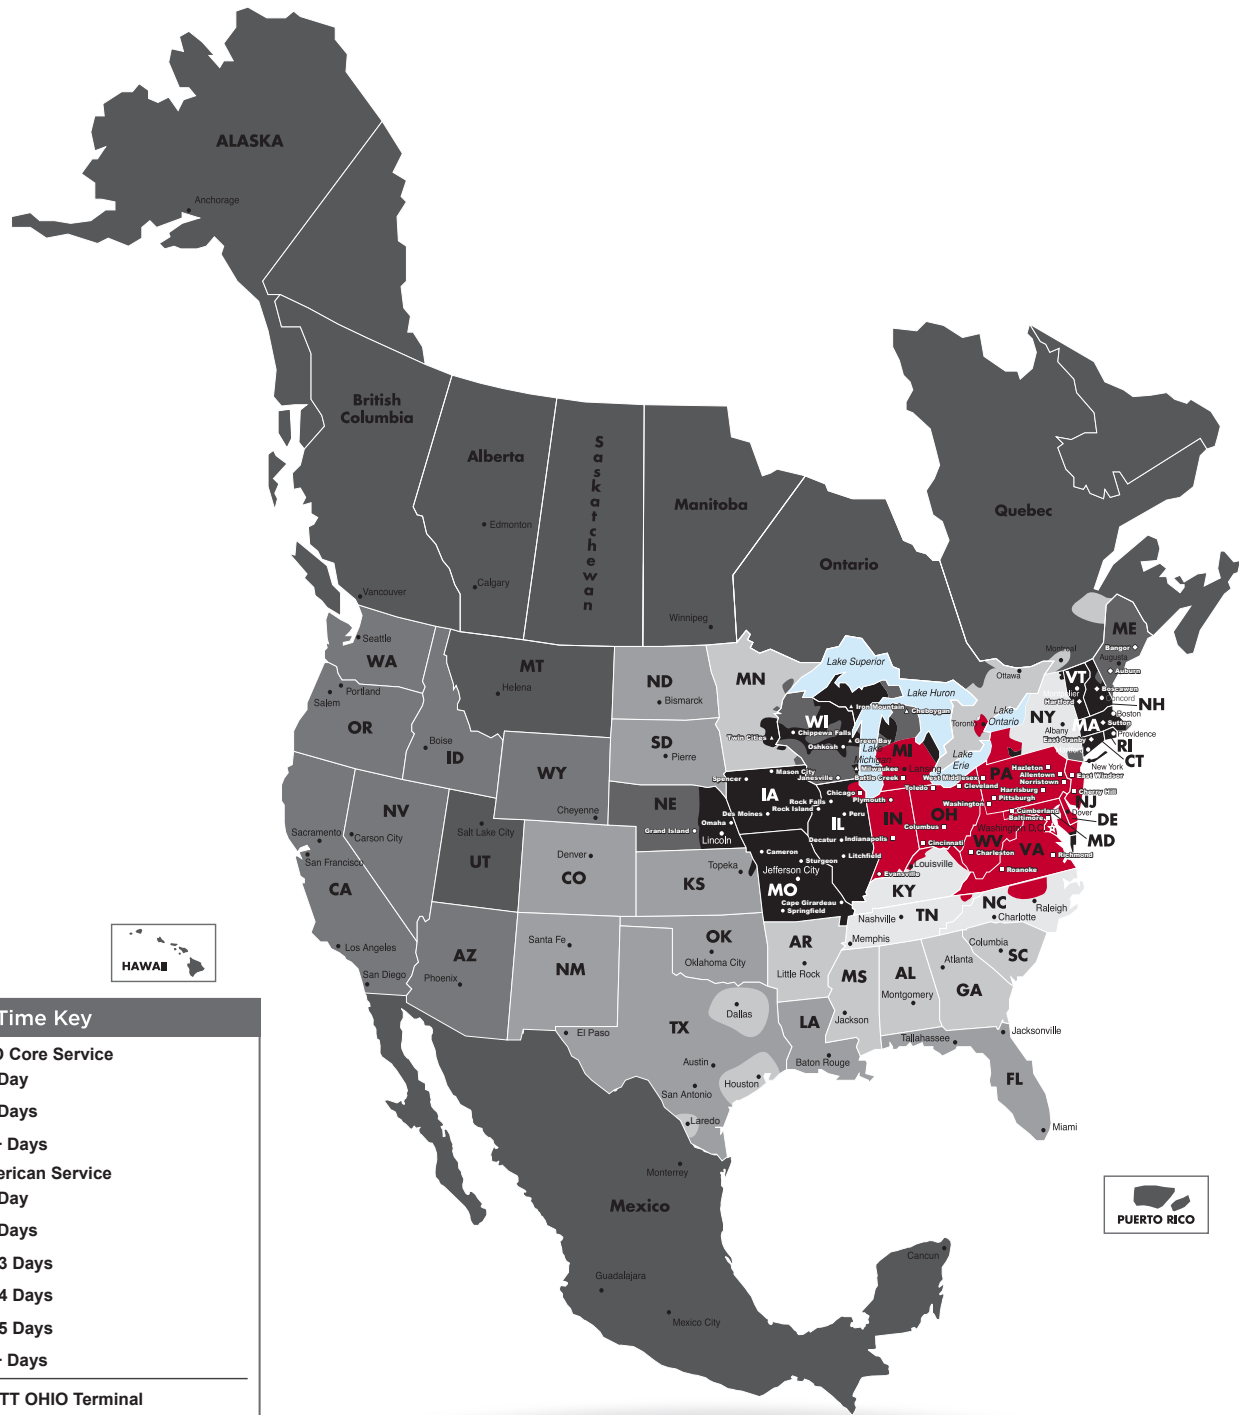 ALASKA
Anchorage
British
Columbia
Alberta
Saskatchewan
Manitoba
Ontario
Quebec
Edmonton
Calgary
Vancouver
Winnipeg
Seattle
WA
Portland
Salem
OR
Boise
ID
MT
Helena
ND
Bismarck
SD
Pierre
MN
Twin Cities
WY
Cheyenne
NE
Grand Island
Omaha
Lincoln
NV
Carson City
Sacramento
San Francisco
CA
Los Angeles
San Diego
Salt Lake City
UT
Denver
CO
Topeka
KS
AZ
Phoenix
Santa Fe
NM
OK
Oklahoma City
TX
Dallas
El Paso
Austin
San Antonio
Houston
Laredo
Lake Superior
Lake Huron
Lake
Michigan
Lake
Erie
Lake
Ontario
WI
Iron Mountain
Cheboygan
Chippewa Falls
Green Bay
Oshkosh
Milwaukee
Janesville
MI
Lansing
Battle Creek
Spencer
Mason City
IA
Des Moines
Rock Falls
Rock Island
Chicago
Plymouth
Peru
IL
Decatur
Litchfield
Cameron
Sturgeon
Jefferson City
MO
Cape Girardeau
Springfield
IN
Indianapolis
Evansville
Toledo
Cleveland
OH
Columbus
Cincinnati
West Middlesex
PA
Hazleton
Allentown
Norristown
Harrisburg
Pittsburgh
Washington
Cumberland
Baltimore
Washington D.C.
WV
Charleston
VA
Richmond
Roanoke
East Windsor
Cherry Hill
NJ
Dover
DE
MD
Ottawa
Montreal
Toronto
NY
Albany
New York
ME
Bangor
Augusta
Auburn
VT
Montpelier
Boscawen
Concord
NH
Hartford
Boston
MA
Sutton
Providence
RI
East Granby
CT
Louisville
KY
Nashville
TN
Memphis
NC
Raleigh
Charlotte
Columbia
SC
AR
Little Rock
MS
Jackson
AL
Montgomery
Atlanta
GA
LA
Baton Rouge
Tallahassee
Jacksonville
FL
Miami
Monterrey
Mexico
Guadalajara
Mexico City
Cancun
HAWAII
PUERTO RICO
Time Key
Core Service
Day
Days
Days
erican Service
Day
Days
3 Days
4 Days
5 Days
Days
TT OHIO Terminal